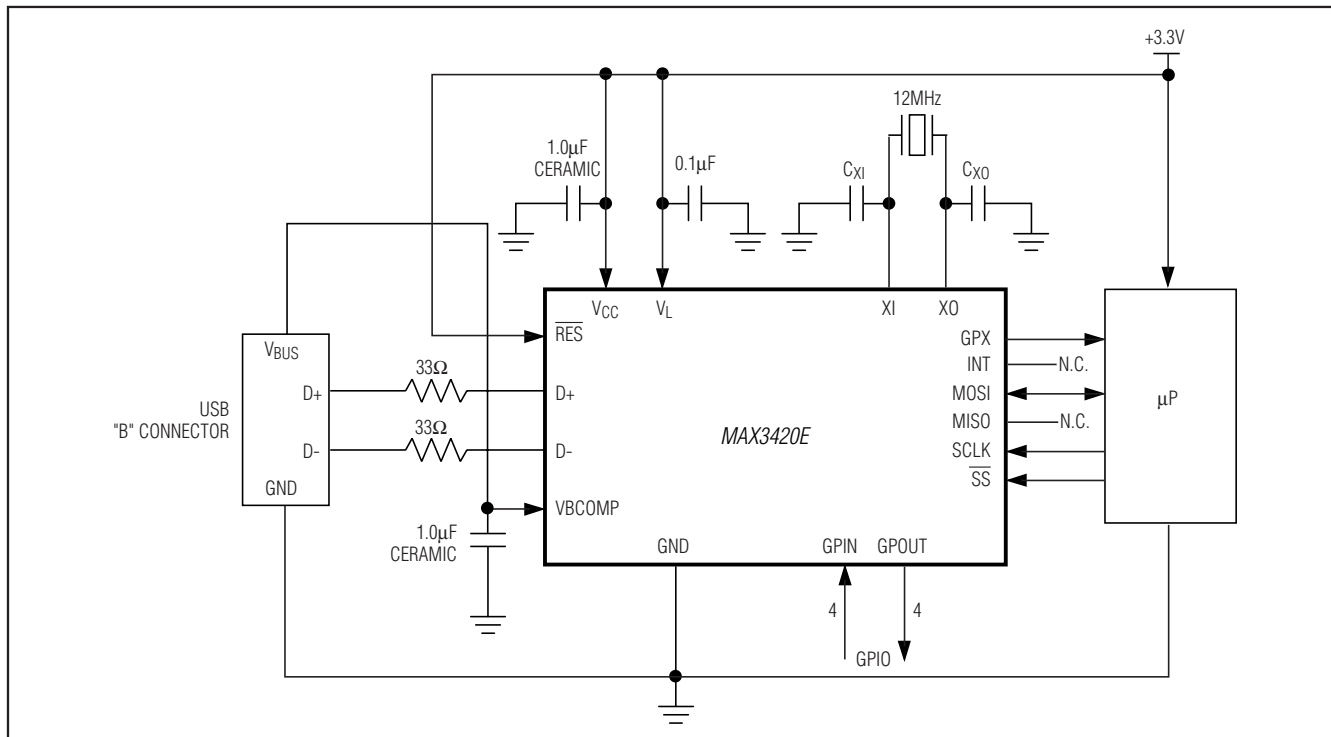 +3.3V
12MHz
1.0µF
CERAMIC
0.1µF
CXI
CXO
VCC
VL
XI
XO
RES
GPX
INT
N.C.
MOSI
MISO
N.C.
SCLK
SS
µP
VBUS
D+
33Ω
D+
USB
"B" CONNECTOR
D-
33Ω
D-
MAX3420E
GND
VBCOMP
1.0µF
CERAMIC
GND
GPIN
GPOUT
4
4
GPIO